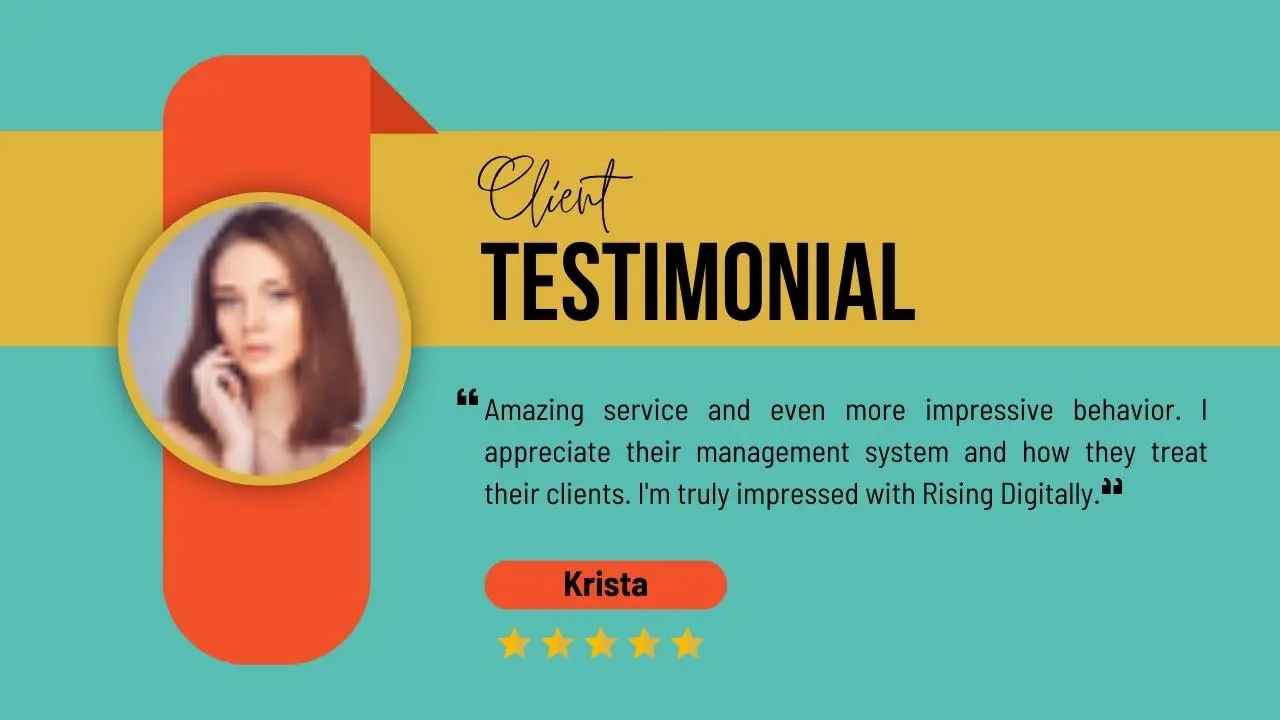 Client
TESTIMONIAL
❝Amazing service and even more impressive behavior. I
appreciate their management system and how they treat
their clients. I'm truly impressed with Rising Digitally.❞
Krista